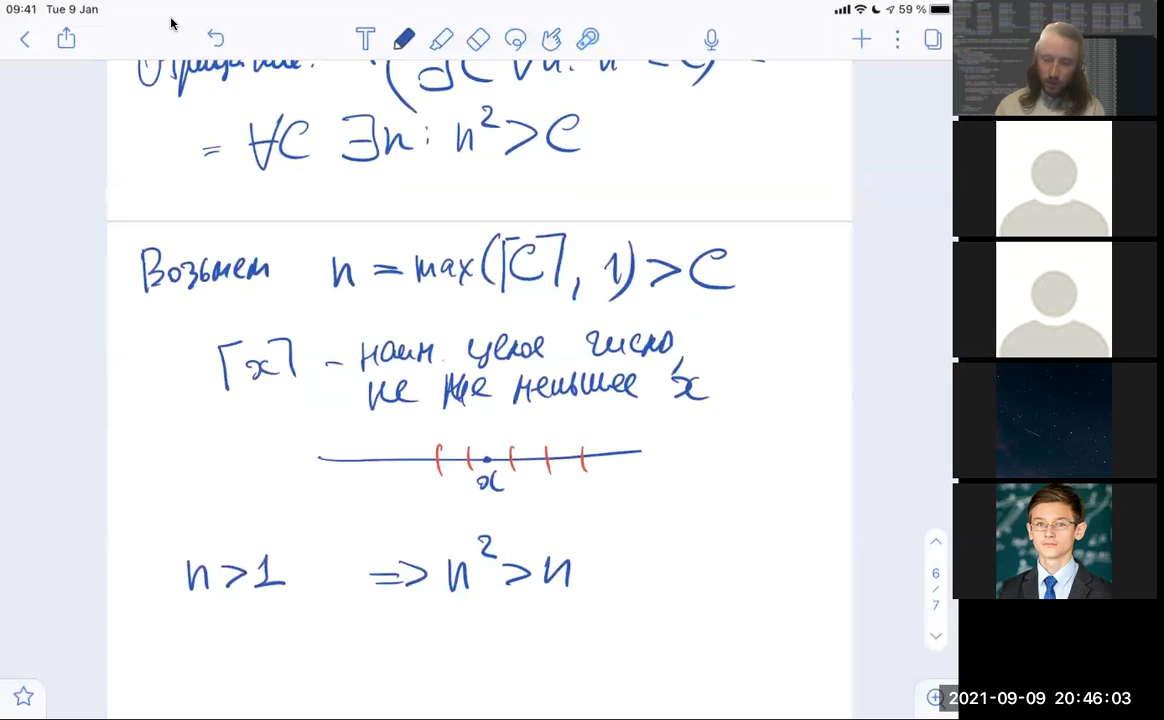 09:41 Tue 9 Jan
59 %
Отрицание:
= ∀C ∃n: n² > C
Возьмем n = max(⌈C⌉, 1) > C
⌈x⌉ - наим. целое число,
не меньшее x
x
n > 1 => n² > n
6
/
7
2021-09-09 20:46:03